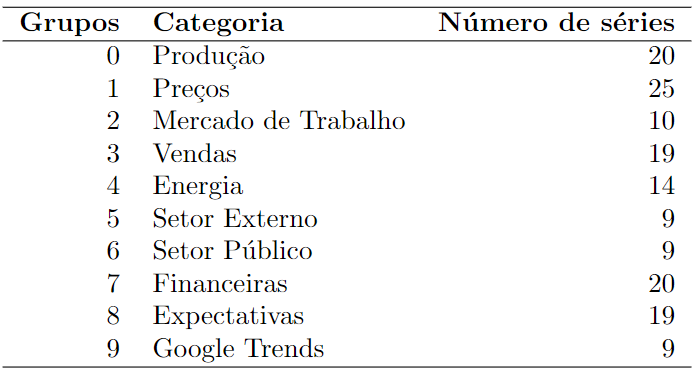 Grupos Categoria Número de séries
0 Produção 20
1 Preços 25
2 Mercado de Trabalho 10
3 Vendas 19
4 Energia 14
5 Setor Externo 9
6 Setor Público 9
7 Financeiras 20
8 Expectativas 19
9 Google Trends 9